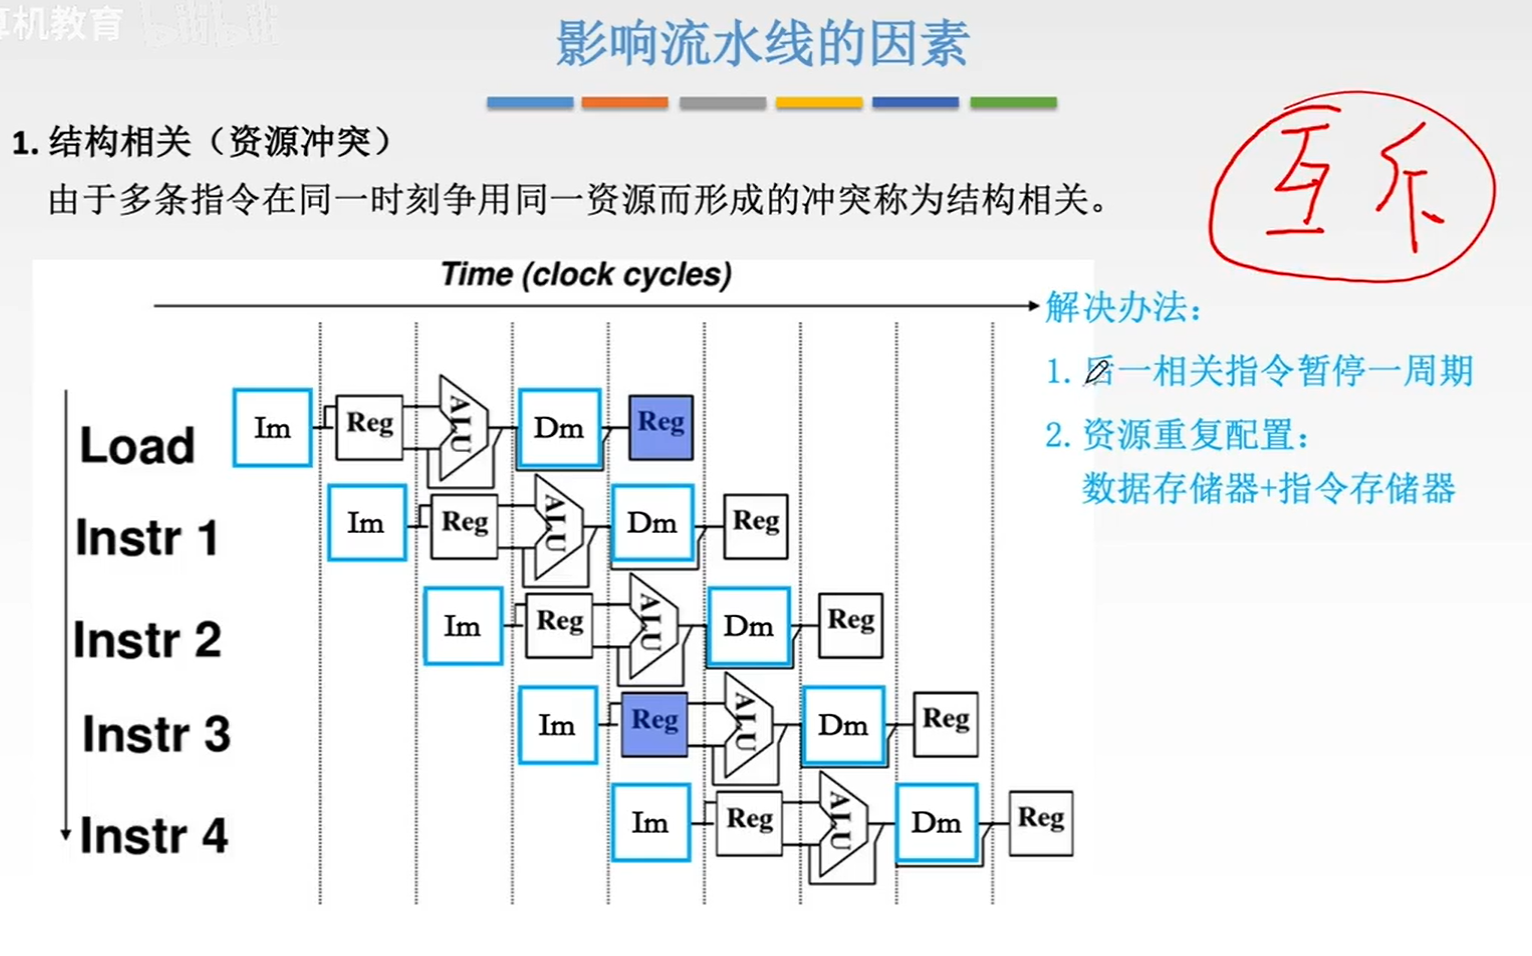 算机教育 bilibili
影响流水线的因素
1. 结构相关（资源冲突）
由于多条指令在同一时刻争用同一资源而形成的冲突称为结构相关。
互斥
Time (clock cycles)
解决办法：
1. 后一相关指令暂停一周期
2. 资源重复配置：
数据存储器+指令存储器
Load Im Reg ALU Dm Reg
Instr 1 Im Reg ALU Dm Reg
Instr 2 Im Reg ALU Dm Reg
Instr 3 Im Reg ALU Dm Reg
Instr 4 Im Reg ALU Dm Reg